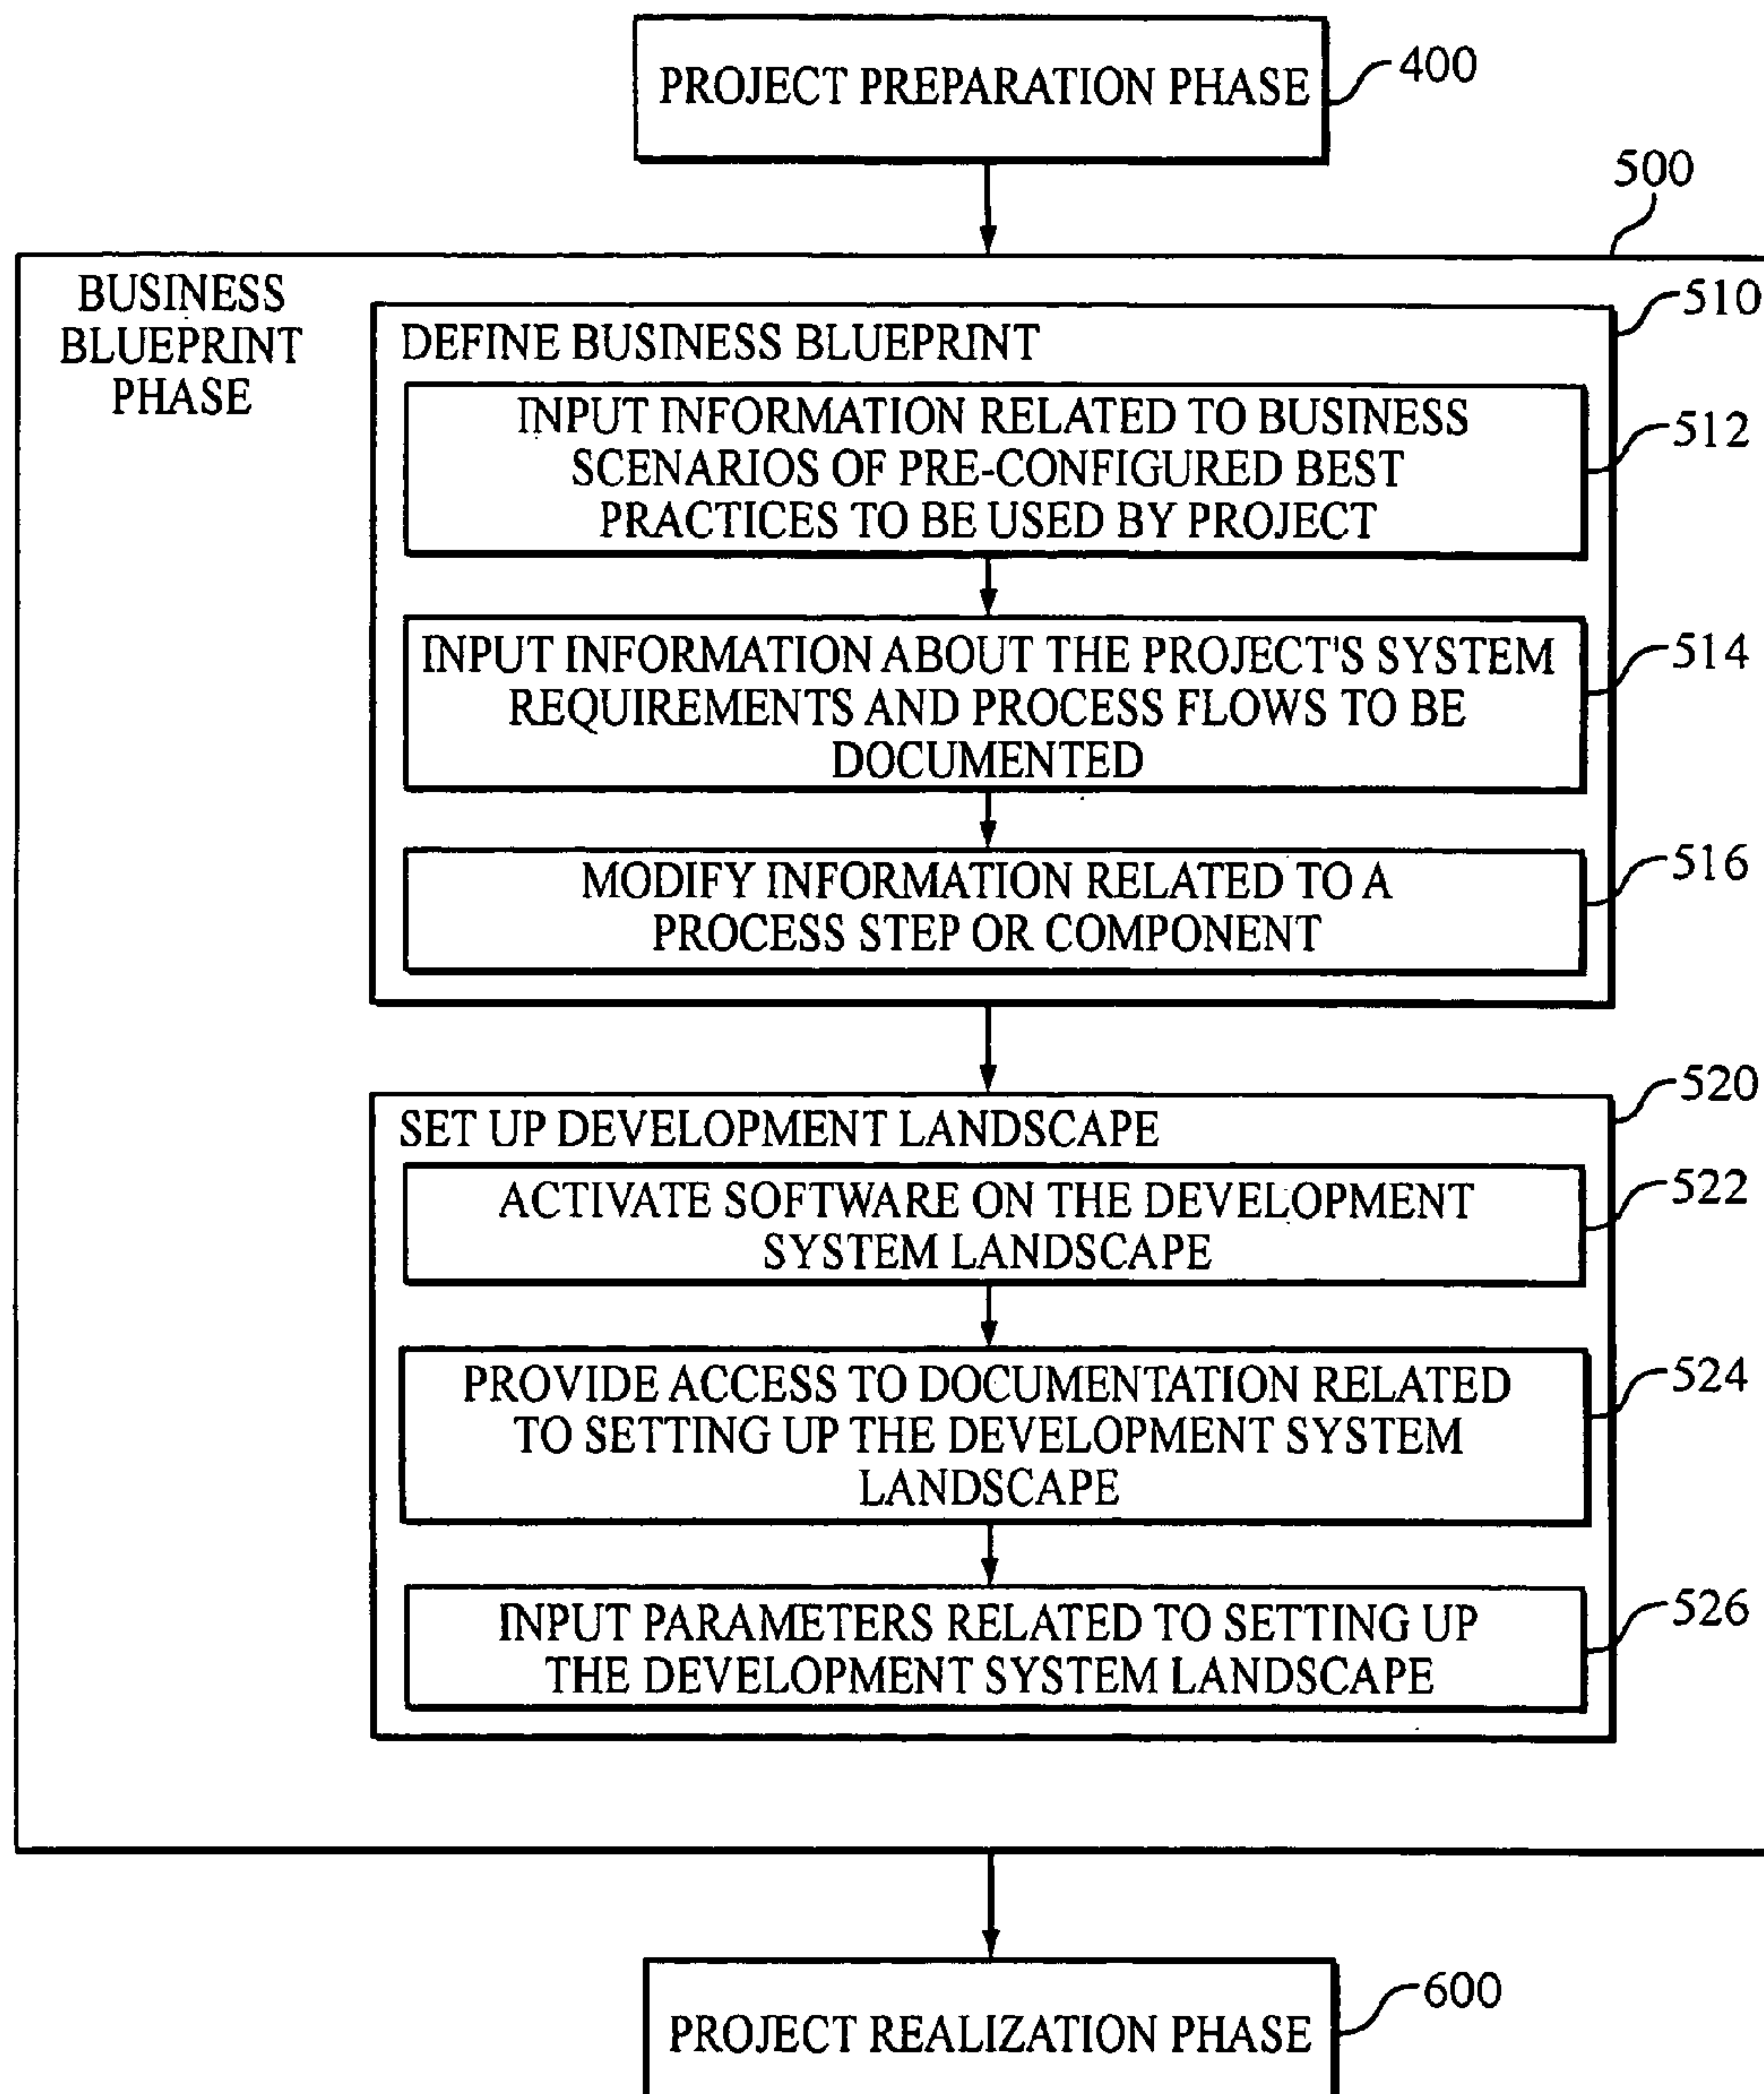 PROJECT PREPARATION PHASE
400
500
BUSINESS
BLUEPRINT
PHASE
510
DEFINE BUSINESS BLUEPRINT
INPUT INFORMATION RELATED TO BUSINESS
SCENARIOS OF PRE-CONFIGURED BEST
PRACTICES TO BE USED BY PROJECT
512
INPUT INFORMATION ABOUT THE PROJECT'S SYSTEM
REQUIREMENTS AND PROCESS FLOWS TO BE
DOCUMENTED
514
MODIFY INFORMATION RELATED TO A
PROCESS STEP OR COMPONENT
516
520
SET UP DEVELOPMENT LANDSCAPE
ACTIVATE SOFTWARE ON THE DEVELOPMENT
SYSTEM LANDSCAPE
522
PROVIDE ACCESS TO DOCUMENTATION RELATED
TO SETTING UP THE DEVELOPMENT SYSTEM
LANDSCAPE
524
INPUT PARAMETERS RELATED TO SETTING UP
THE DEVELOPMENT SYSTEM LANDSCAPE
526
PROJECT REALIZATION PHASE
600